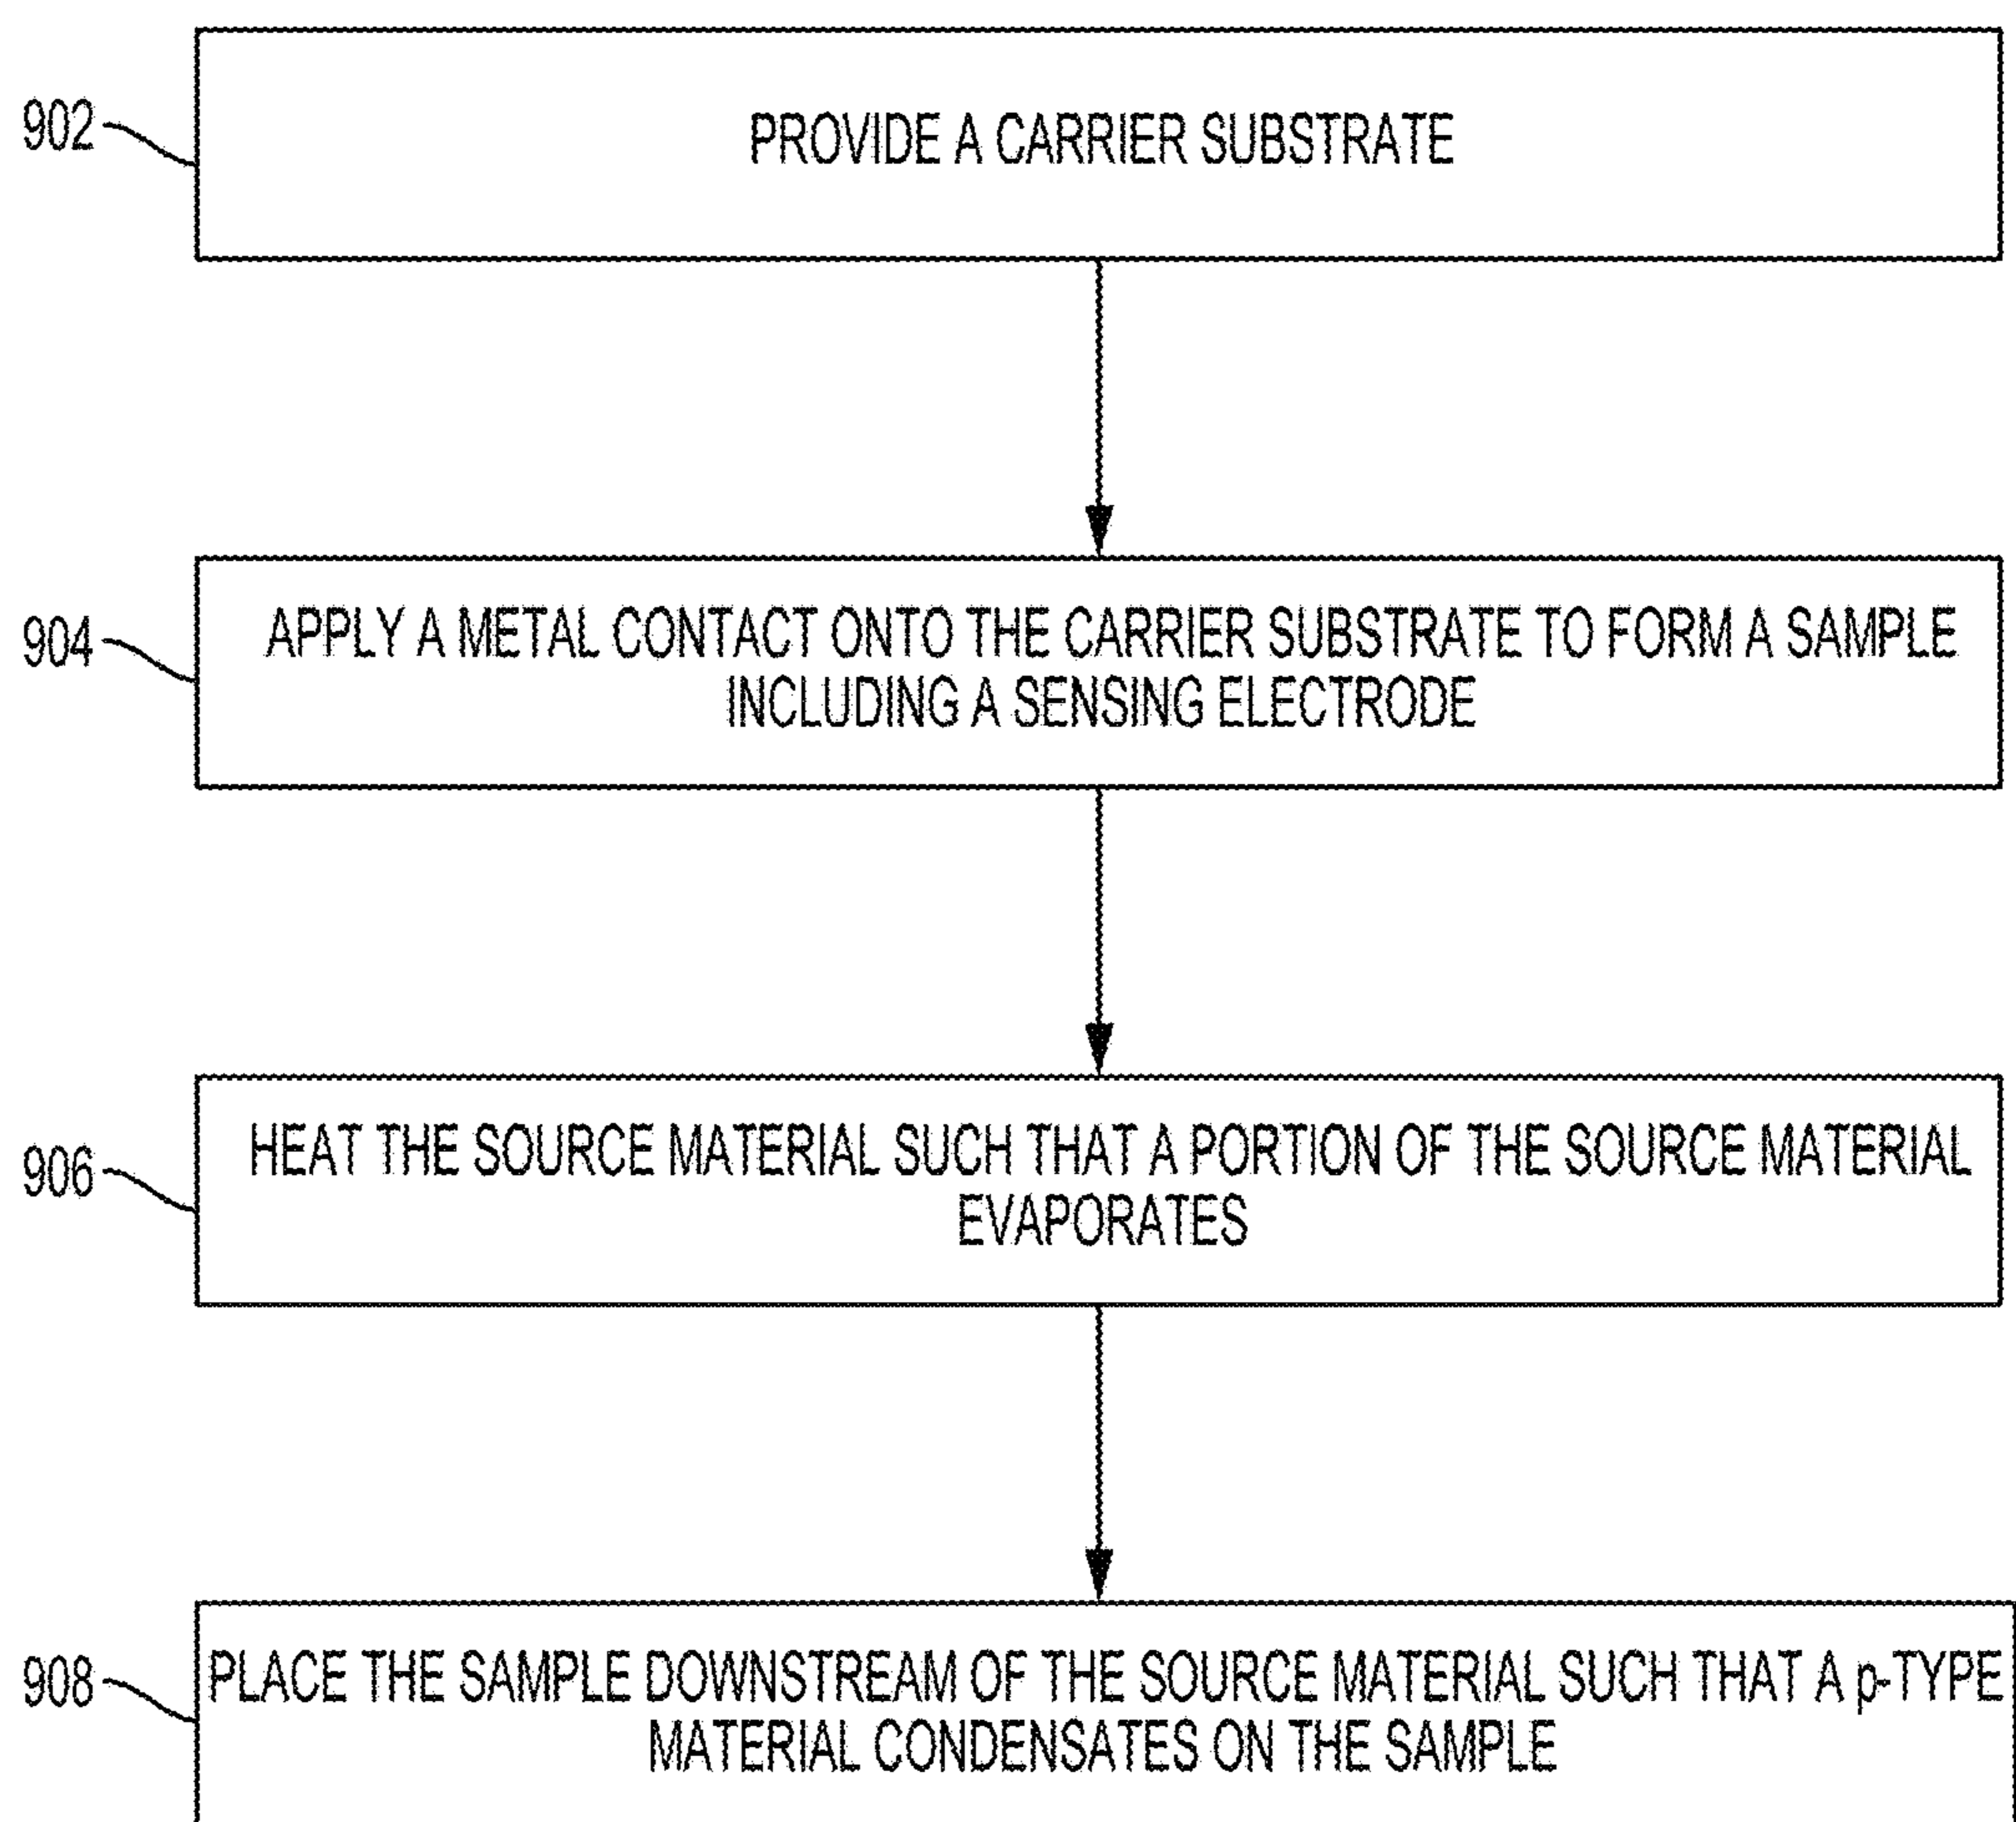 902
PROVIDE A CARRIER SUBSTRATE
904
APPLY A METAL CONTACT ONTO THE CARRIER SUBSTRATE TO FORM A SAMPLE
INCLUDING A SENSING ELECTRODE
906
HEAT THE SOURCE MATERIAL SUCH THAT A PORTION OF THE SOURCE MATERIAL
EVAPORATES
908
PLACE THE SAMPLE DOWNSTREAM OF THE SOURCE MATERIAL SUCH THAT A p-TYPE
MATERIAL CONDENSATES ON THE SAMPLE